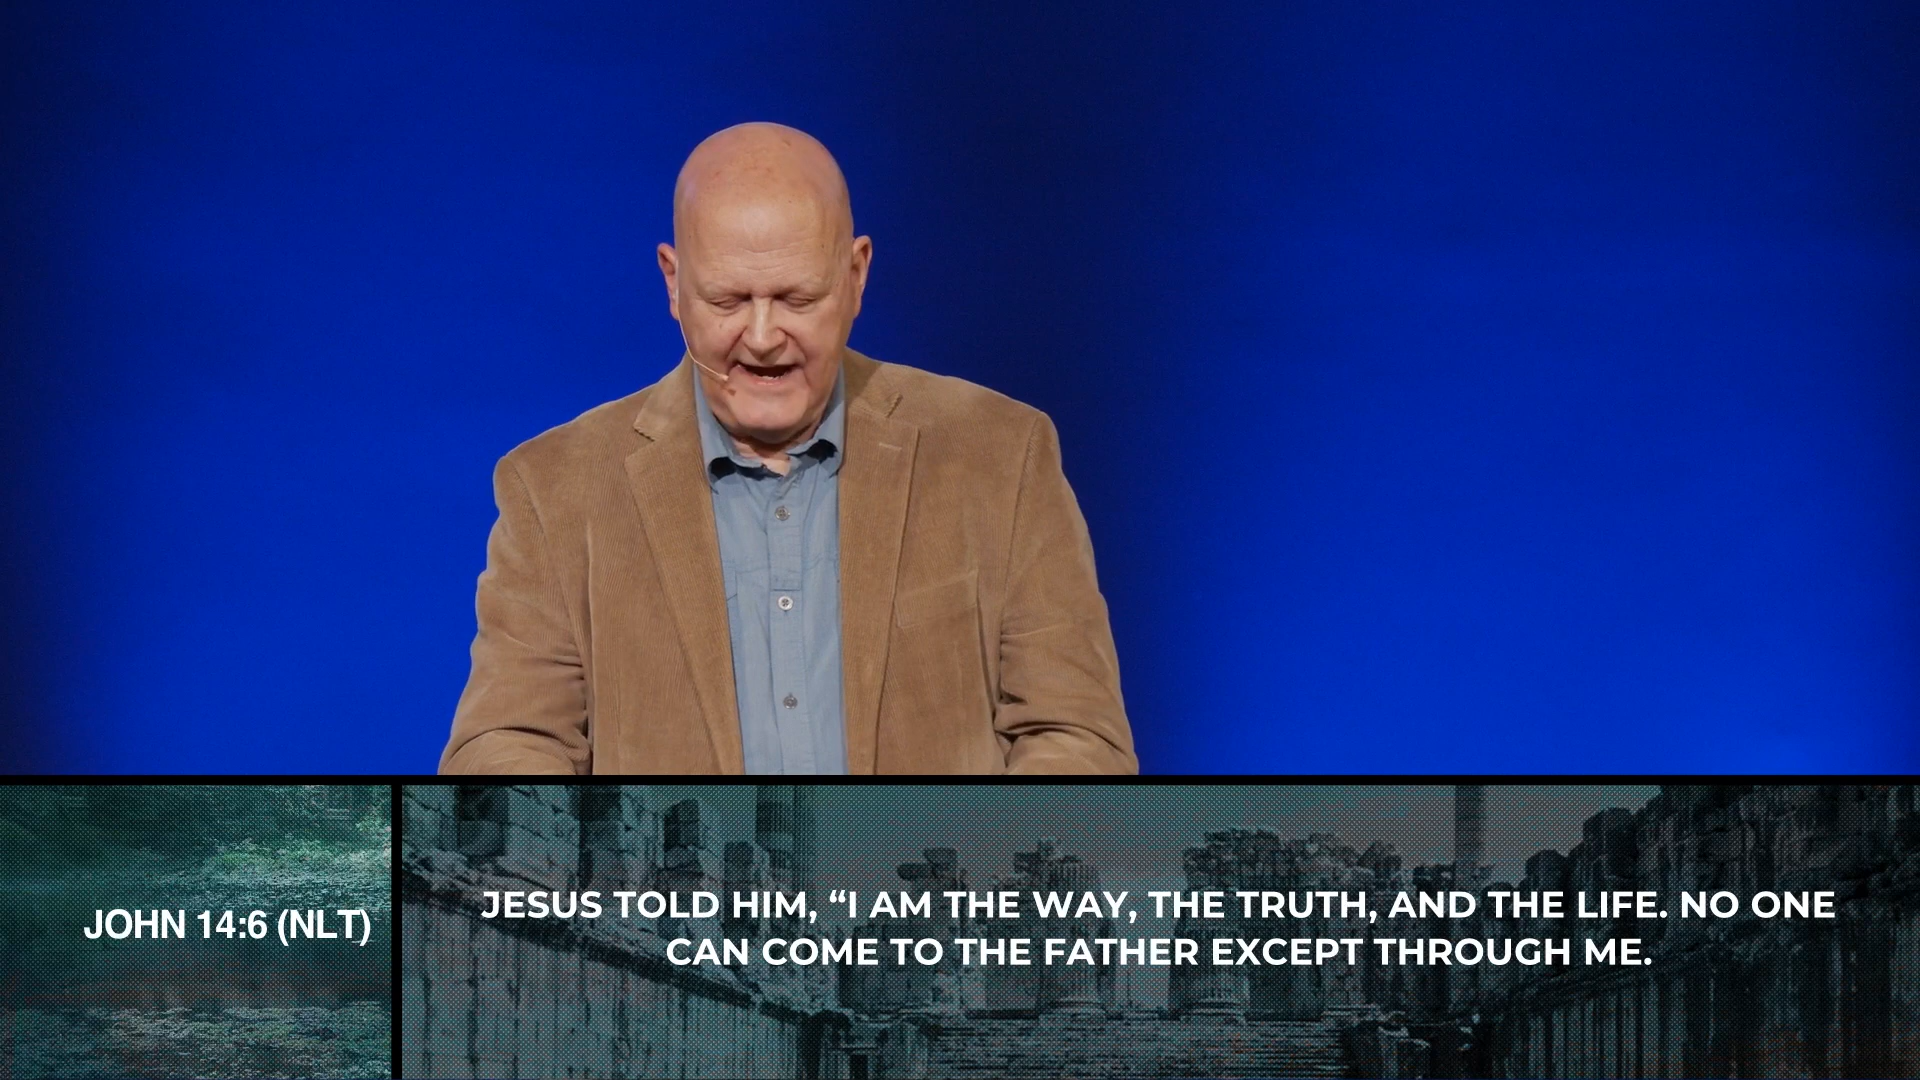 JOHN 14:6 (NLT)
JESUS TOLD HIM, “I AM THE WAY, THE TRUTH, AND THE LIFE. NO ONE
CAN COME TO THE FATHER EXCEPT THROUGH ME.